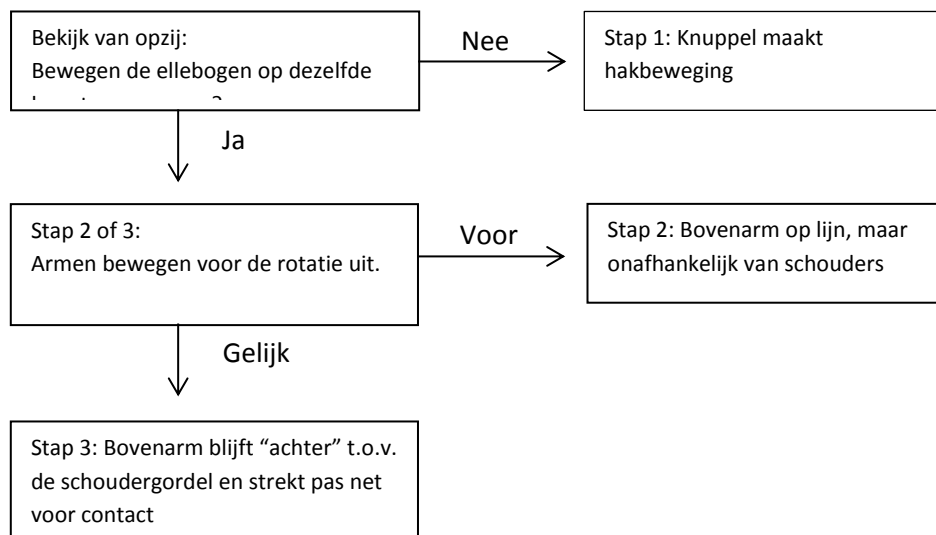 Bekijk van opzij:
Bewegen de ellebogen op dezelfde
Nee
Stap 1: Knuppel maakt
hakbeweging
Ja
Stap 2 of 3:
Armen bewegen voor de rotatie uit.
Voor
Stap 2: Bovenarm op lijn, maar
onafhankelijk van schouders
Gelijk
Stap 3: Bovenarm blijft “achter” t.o.v.
de schoudergordel en strekt pas net
voor contact